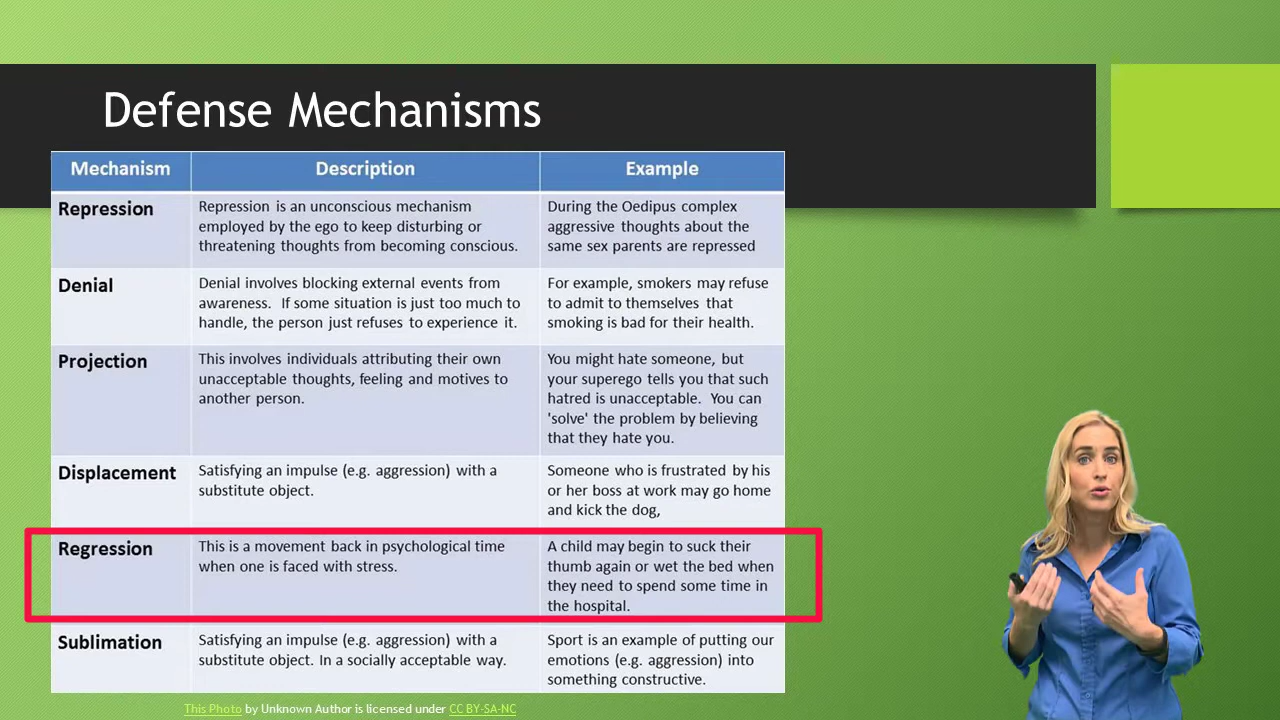 Defense Mechanisms
Mechanism Description Example
Repression
Repression is an unconscious mechanism
employed by the ego to keep disturbing or
threatening thoughts from becoming conscious.
During the Oedipus complex
aggressive thoughts about the
same sex parents are repressed
Denial
Denial involves blocking external events from
awareness.  If some situation is just too much to
handle, the person just refuses to experience it.
For example, smokers may refuse
to admit to themselves that
smoking is bad for their health.
Projection
This involves individuals attributing their own
unacceptable thoughts, feeling and motives to
another person.
You might hate someone, but
your superego tells you that such
hatred is unacceptable.  You can
'solve' the problem by believing
that they hate you.
Displacement
Satisfying an impulse (e.g. aggression) with a
substitute object.
Someone who is frustrated by his
or her boss at work may go home
and kick the dog,
Regression
This is a movement back in psychological time
when one is faced with stress.
A child may begin to suck their
thumb again or wet the bed when
they need to spend some time in
the hospital.
Sublimation
Satisfying an impulse (e.g. aggression) with a
substitute object. In a socially acceptable way.
Sport is an example of putting our
emotions (e.g. aggression) into
something constructive.
This Photo by Unknown Author is licensed under CC BY-SA-NC